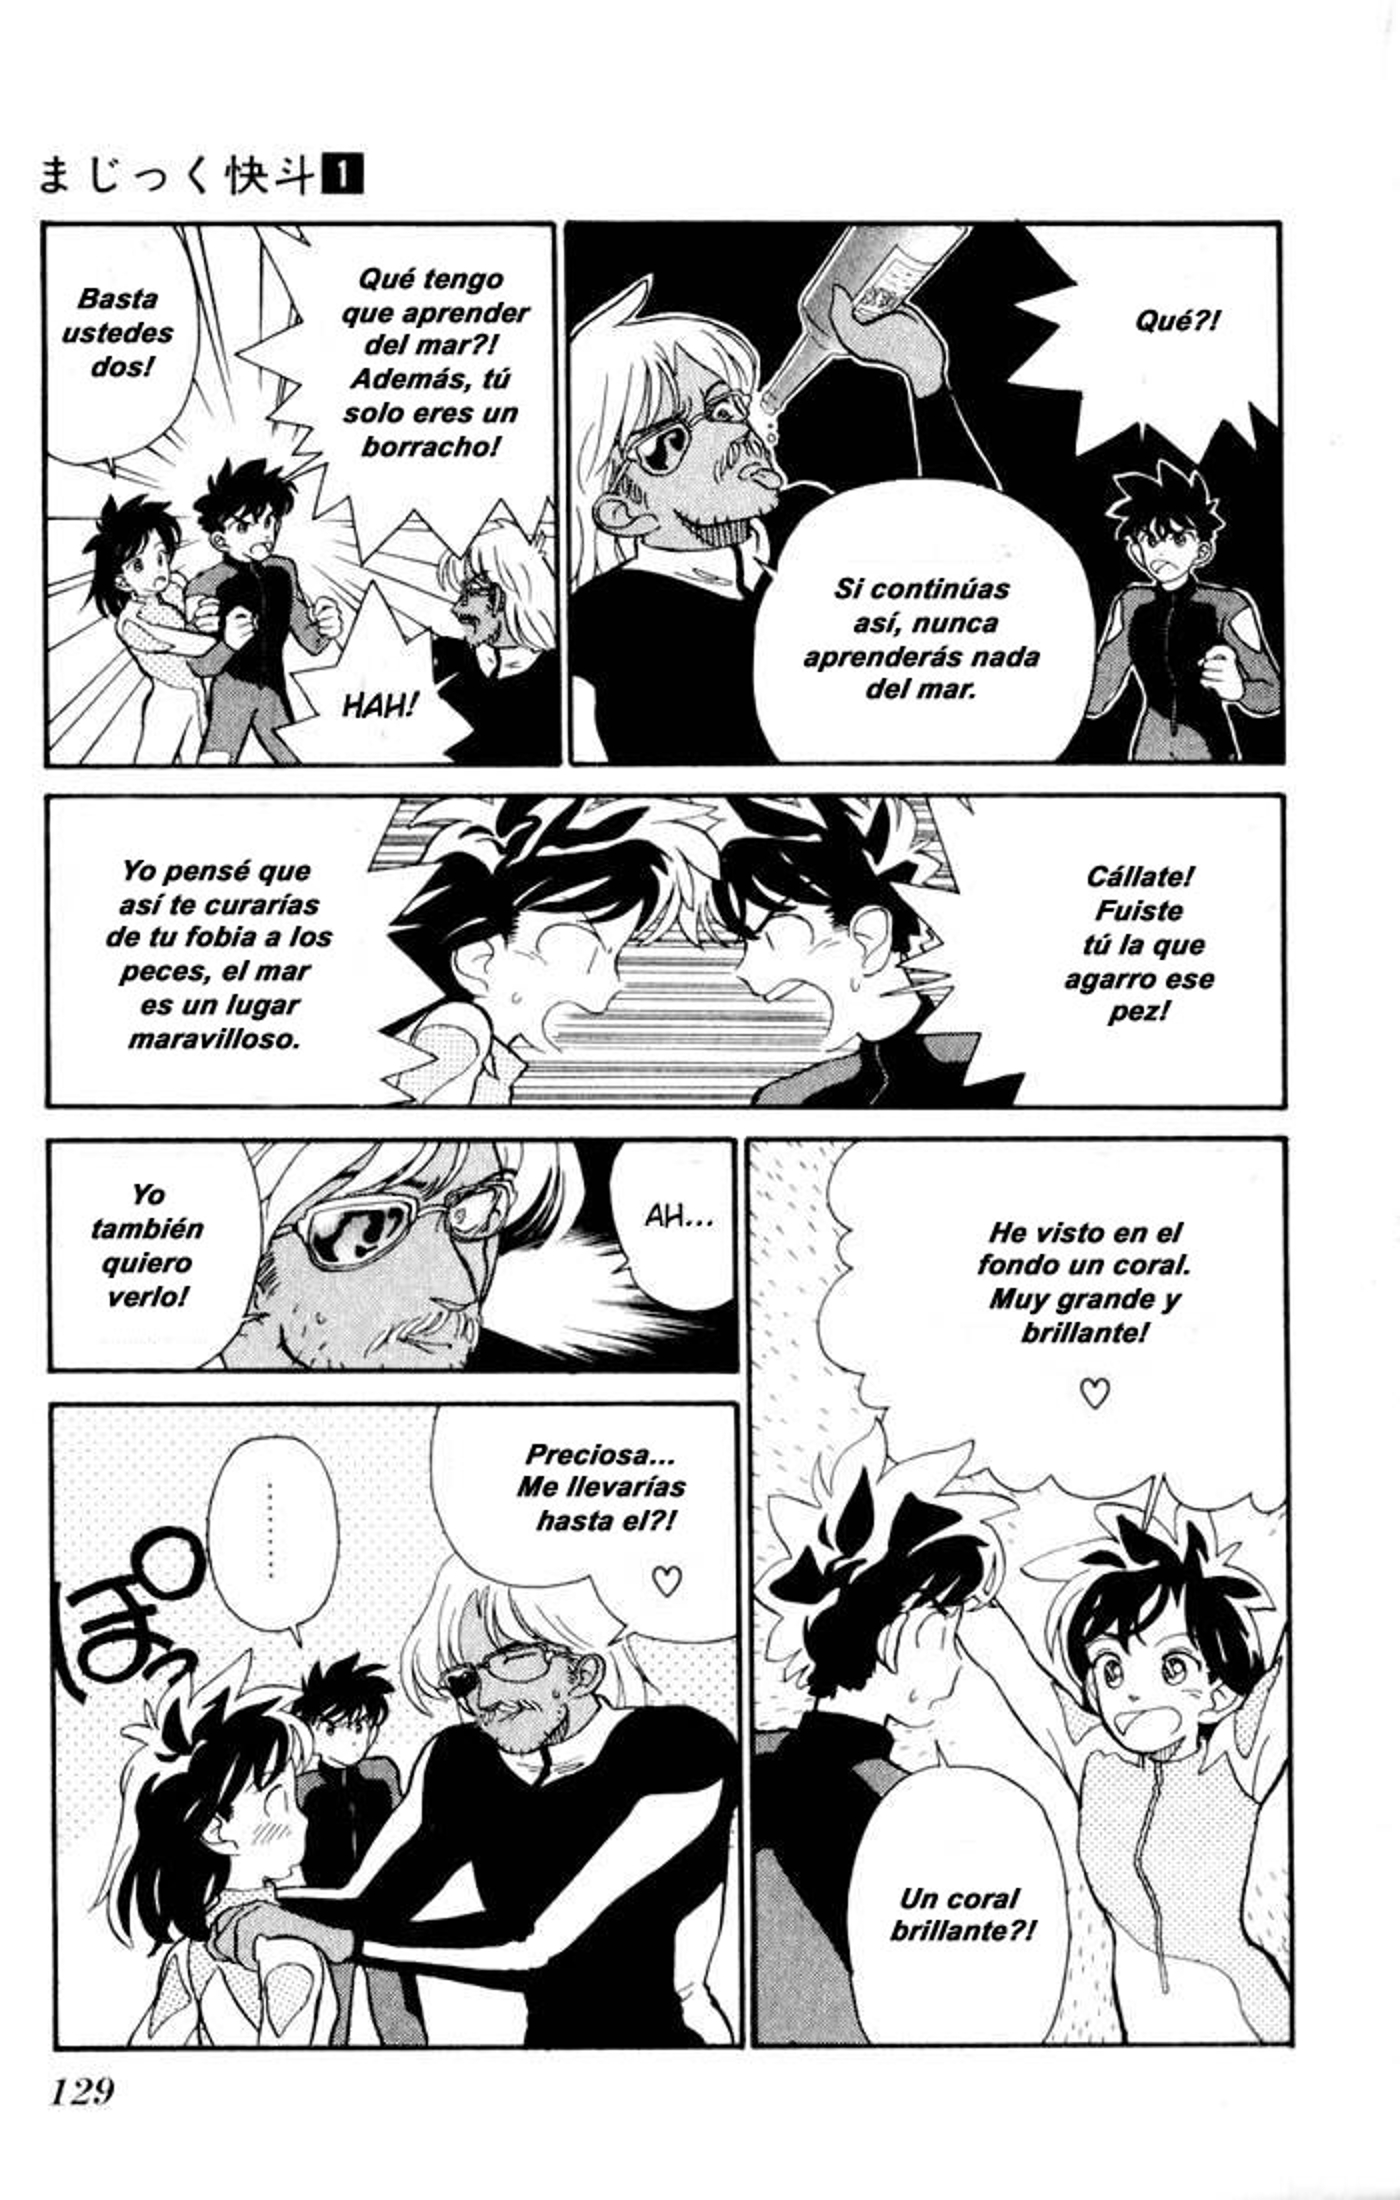 まじっく快斗1
Qué?!
Si continúas
así, nunca
aprenderás nada
del mar.
Qué tengo
que aprender
del mar?!
Además, tú
solo eres un
borracho!
HAH!
Basta
ustedes
dos!
Cállate!
Fuiste
tú la que
agarro ese
pez!
Yo pensé que
así te curarías
de tu fobia a los
peces, el mar
es un lugar
maravilloso.
He visto en el
fondo un coral.
Muy grande y
brillante!
♡
Un coral
brillante?!
AH...
Yo
también
quiero
verlo!
Preciosa...
Me llevarías
hasta el?!
♡
.........
ぽっ
129